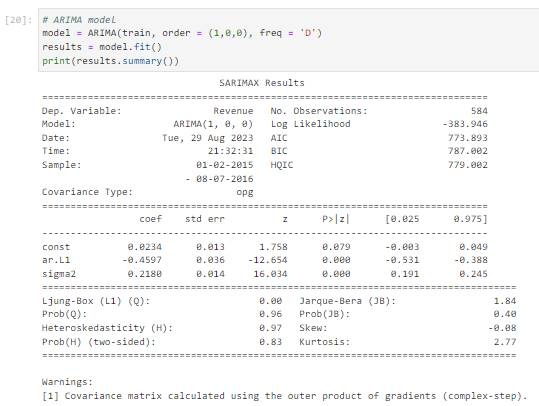 [20]: # ARIMA model
model = ARIMA(train, order = (1,0,0), freq = 'D')
results = model.fit()
print(results.summary())
SARIMAX Results
==============================================================================
Dep. Variable: Revenue No. Observations: 584
Model: ARIMA(1, 0, 0) Log Likelihood -383.946
Date: Tue, 29 Aug 2023 AIC 773.893
Time: 21:32:31 BIC 787.002
Sample: 01-02-2015 HQIC 779.002
- 08-07-2016
Covariance Type: opg
==============================================================================
coef std err z P>|z| [0.025 0.975]
------------------------------------------------------------------------------
const 0.0234 0.013 1.758 0.079 -0.003 0.049
ar.L1 -0.4597 0.036 -12.654 0.000 -0.531 -0.388
sigma2 0.2180 0.014 16.034 0.000 0.191 0.245
===================================================================================
Ljung-Box (L1) (Q): 0.00 Jarque-Bera (JB): 1.84
Prob(Q): 0.96 Prob(JB): 0.40
Heteroskedasticity (H): 0.97 Skew: -0.08
Prob(H) (two-sided): 0.83 Kurtosis: 2.77
===================================================================================
Warnings:
[1] Covariance matrix calculated using the outer product of gradients (complex-step).